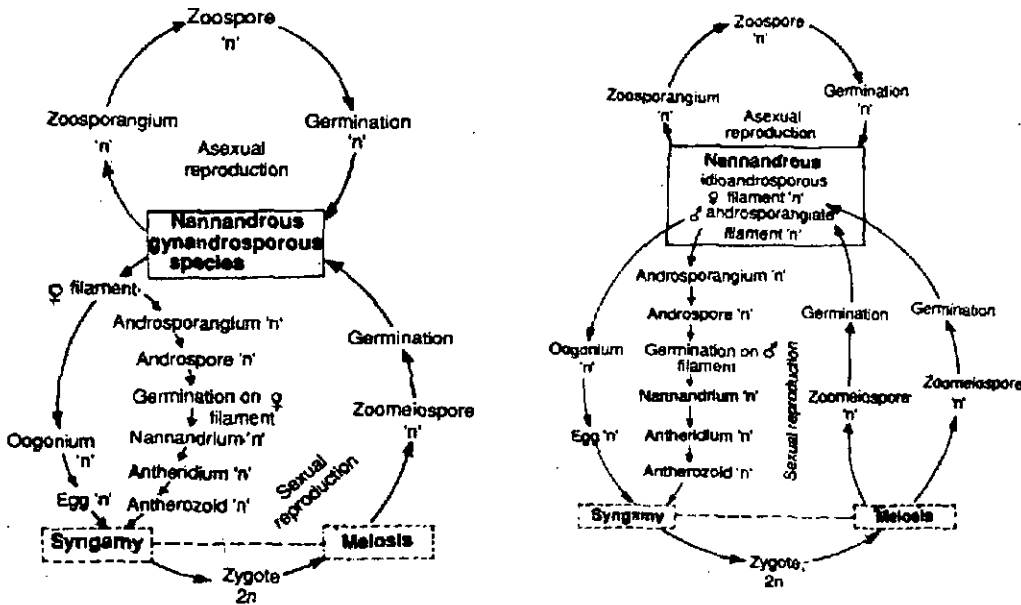 Zoospore
'n'
Zoosporangium
'n'
Germination
'n'
Asexual
reproduction
Nannandrous
gynandrosporous
species
♀ filament
Androsporangium 'n'
Androspore 'n'
Germination on ♀
filament
Nannandrium 'n'
Antheridium 'n'
Antherozoid 'n'
Oogonium
'n'
Egg 'n'
Syngamy
Zygote
2n
Meiosis
Zoomeiospore
'n'
Germination
Sexual
reproduction
Zoospore
'n'
Zoosporangium
'n'
Germination
'n'
Asexual
reproduction
Nannandrous
idioandrosporous
♀ filament 'n'
♂ androsporangiate
filament 'n'
Androsporangium 'n'
Androspore 'n'
Germination on ♂
filament
Nannandrium 'n'
Antheridium 'n'
Antherozoid 'n'
Oogonium
'n'
Egg 'n'
Sexual reproduction
Germination
Germination
Zoomeiospore
'n'
Zoomeiospore
'n'
Syngamy
Meiosis
Zygote
2n